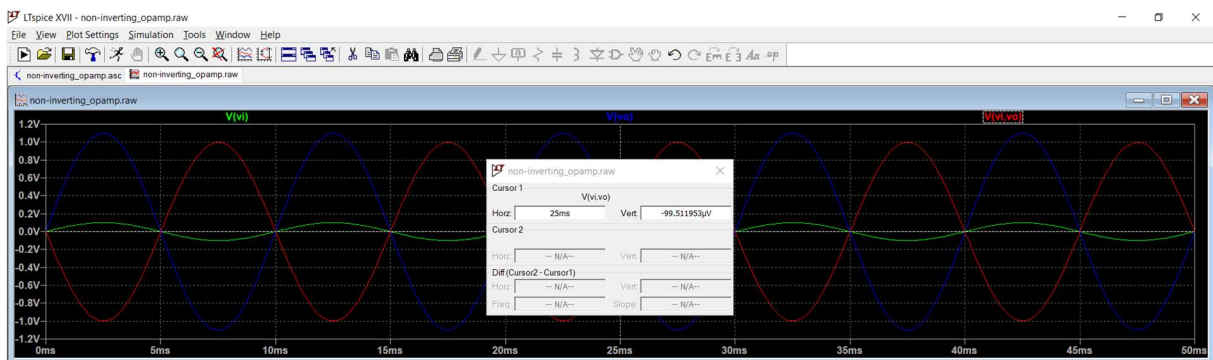 LTspice XVII - non-inverting_opamp.raw
File View Plot Settings Simulation Tools Window Help
non-inverting_opamp.asc non-inverting_opamp.raw
non-inverting_opamp.raw
V(vi) V(vo) V(vi,vo)
1.2V
1.0V
0.8V
0.6V
0.4V
0.2V
0.0V
-0.2V
-0.4V
-0.6V
-0.8V
-1.0V
-1.2V
0ms 5ms 10ms 15ms 20ms 25ms 30ms 35ms 40ms 45ms 50ms
non-inverting_opamp.raw
Cursor 1
V(vi,vo)
Horz: 25ms Vert: -99.511953µV
Cursor 2
Horz: -- N/A-- Vert: -- N/A--
Diff (Cursor2 - Cursor1)
Horz: -- N/A-- Vert: -- N/A--
Freq: -- N/A-- Slope: -- N/A--